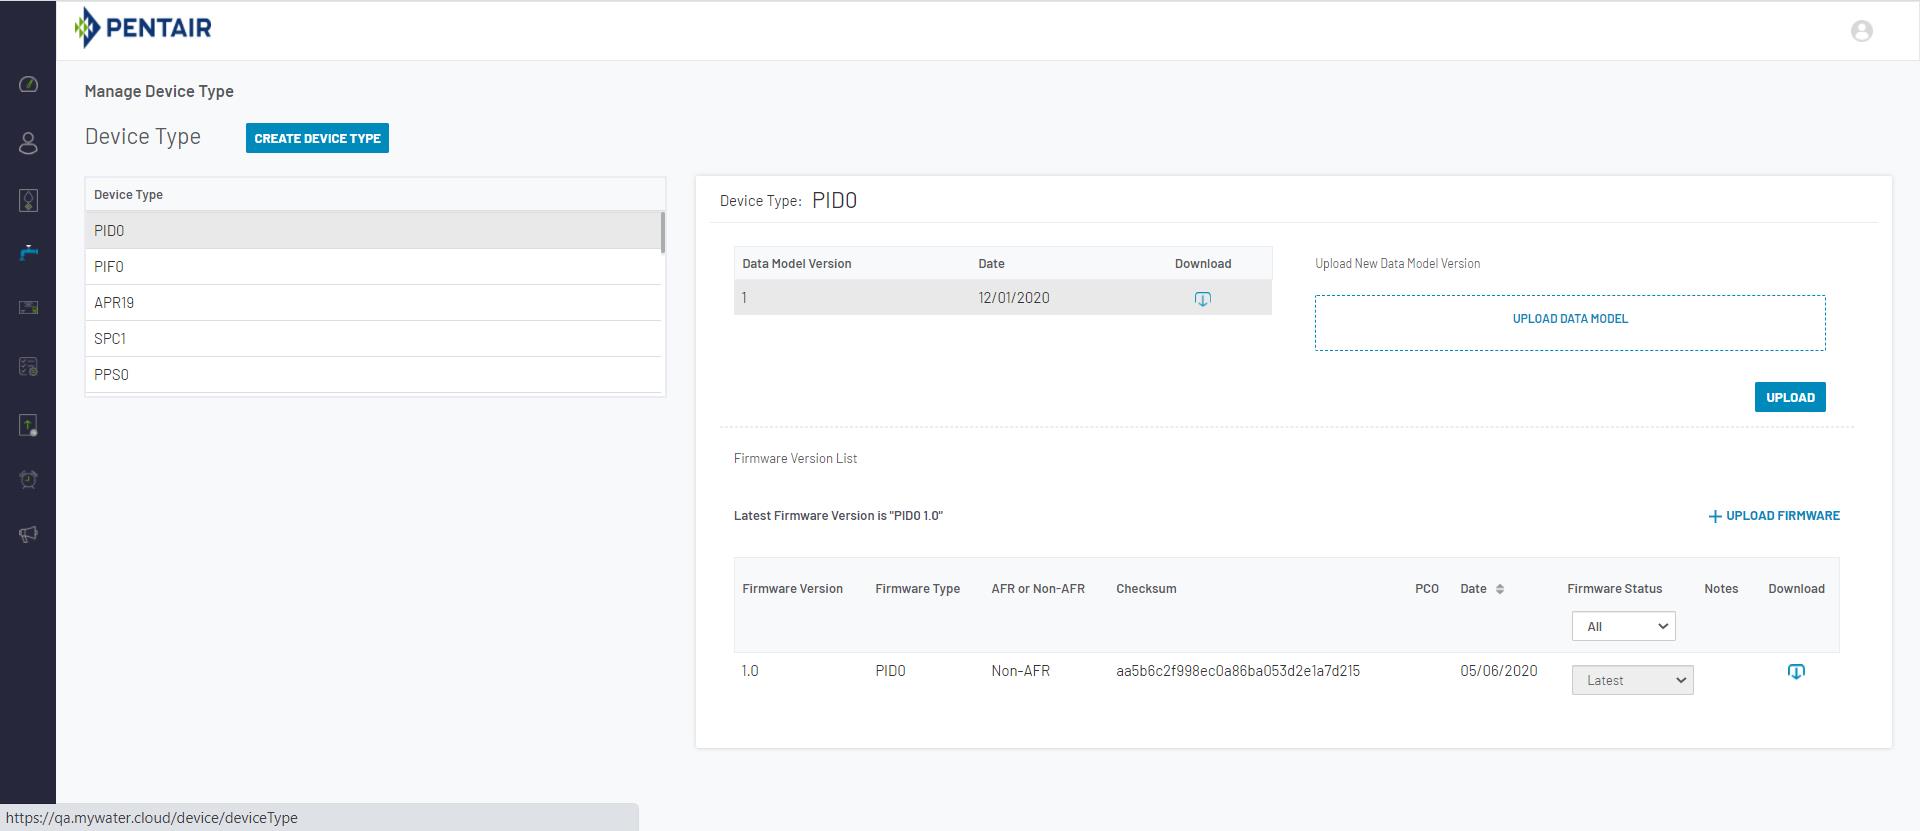 PENTAIR
Manage Device Type
Device Type
CREATE DEVICE TYPE
Device Type
PID0
PIF0
APR19
SPC1
PPS0
Device Type: PID0
Data Model Version Date Download
1 12/01/2020
Upload New Data Model Version
UPLOAD DATA MODEL
UPLOAD
Firmware Version List
Latest Firmware Version is "PID0 1.0"
UPLOAD FIRMWARE
Firmware Version Firmware Type AFR or Non-AFR Checksum PCO Date Firmware Status Notes Download
All
1.0 PID0 Non-AFR aa5b6c2f998ec0a86ba053d2e1a7d215 05/06/2020 Latest
https://qa.mywater.cloud/device/deviceType